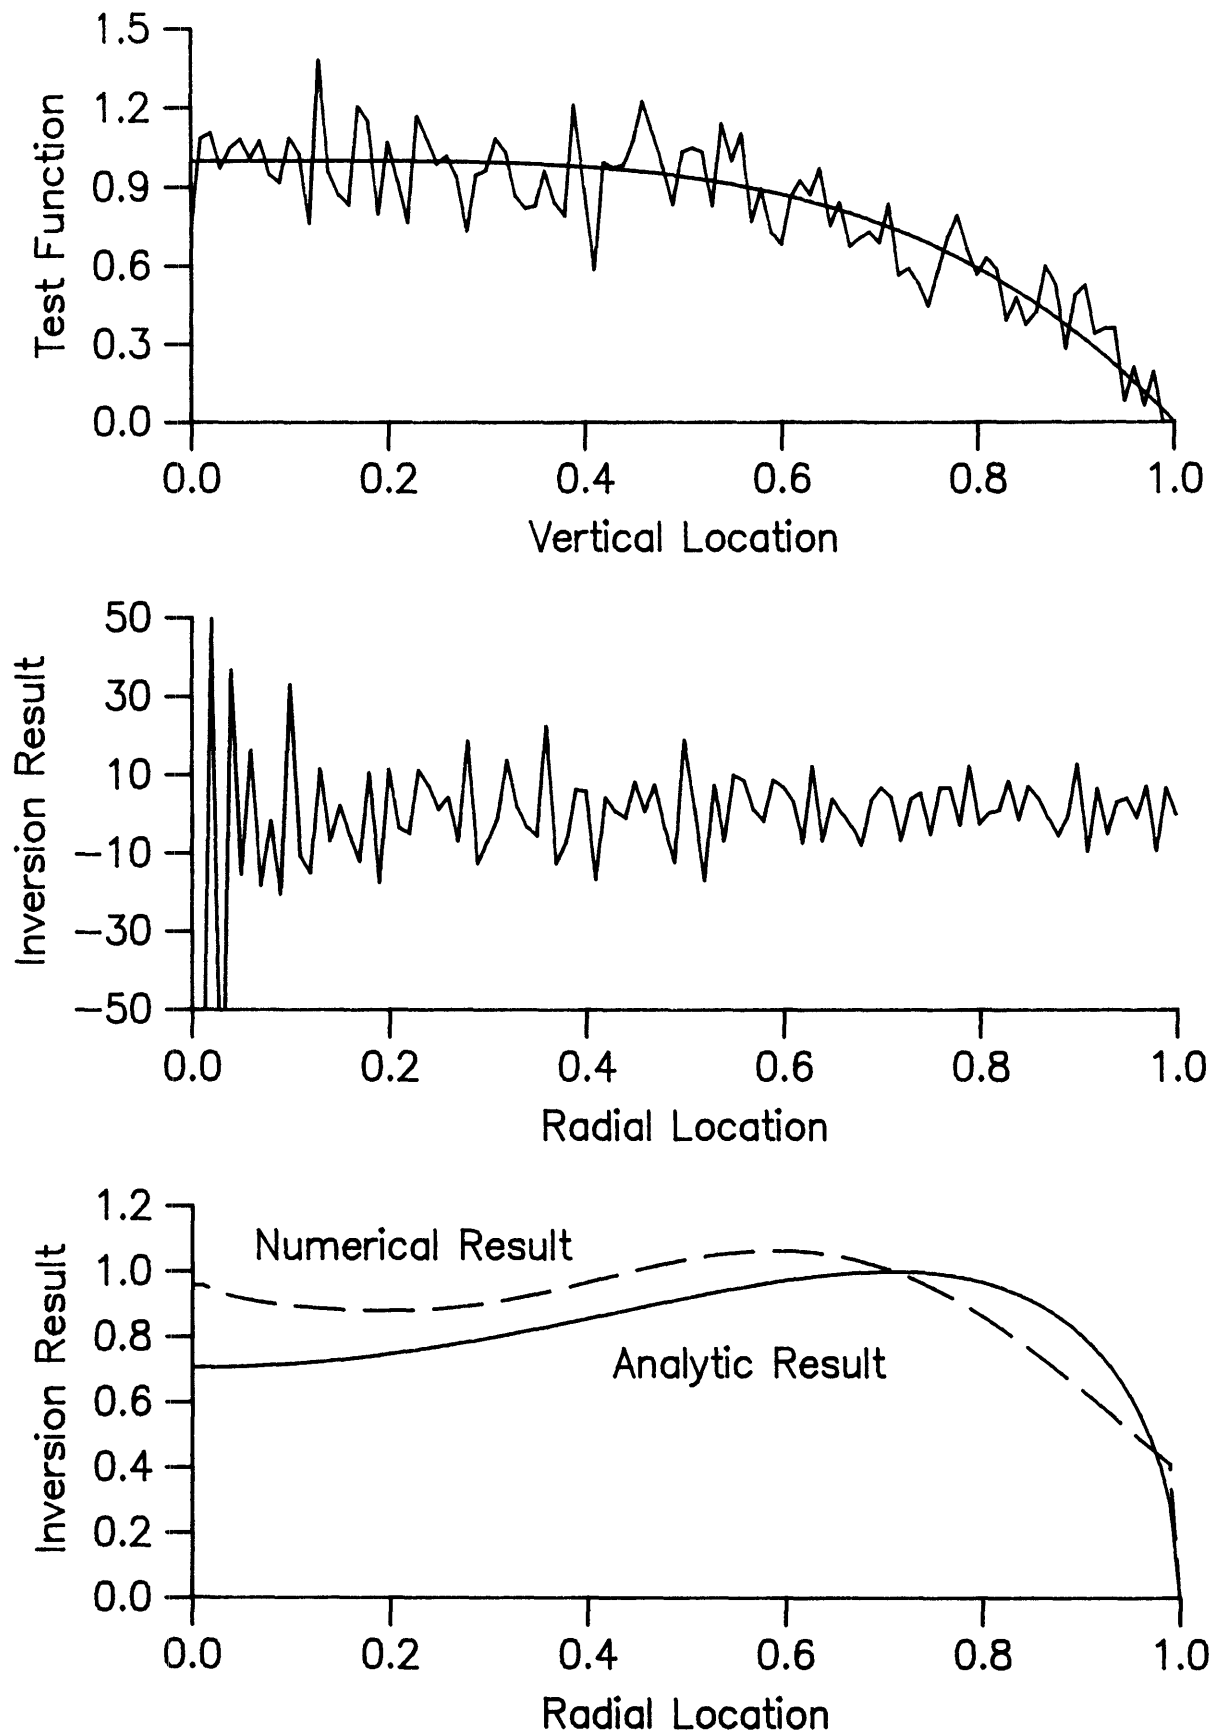 1.5
1.2
0.9
0.6
0.3
0.0
Test Function
0.0 0.2 0.4 0.6 0.8 1.0
Vertical Location
50
30
10
−10
−30
−50
Inversion Result
0.0 0.2 0.4 0.6 0.8 1.0
Radial Location
1.2
1.0
0.8
0.6
0.4
0.2
0.0
Inversion Result
Numerical Result
Analytic Result
0.0 0.2 0.4 0.6 0.8 1.0
Radial Location